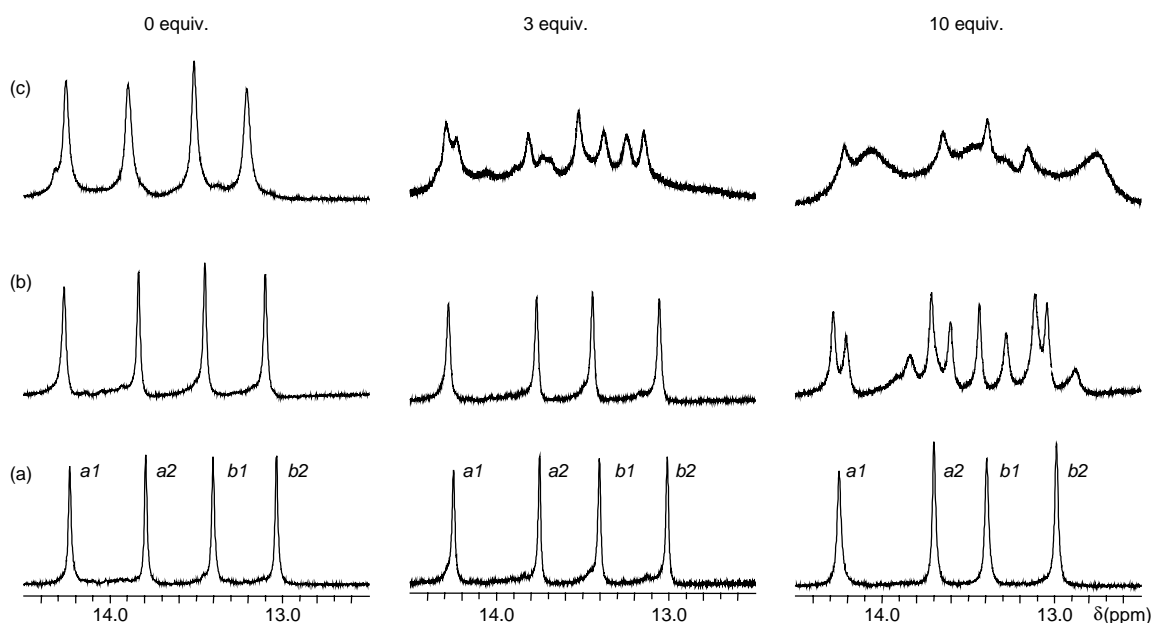 0 equiv. 3 equiv. 10 equiv.
(c)
(b)
(a) a1 a2 b1 b2 a1 a2 b1 b2 a1 a2 b1 b2
14.0 13.0 14.0 13.0 14.0 13.0 δ(ppm)